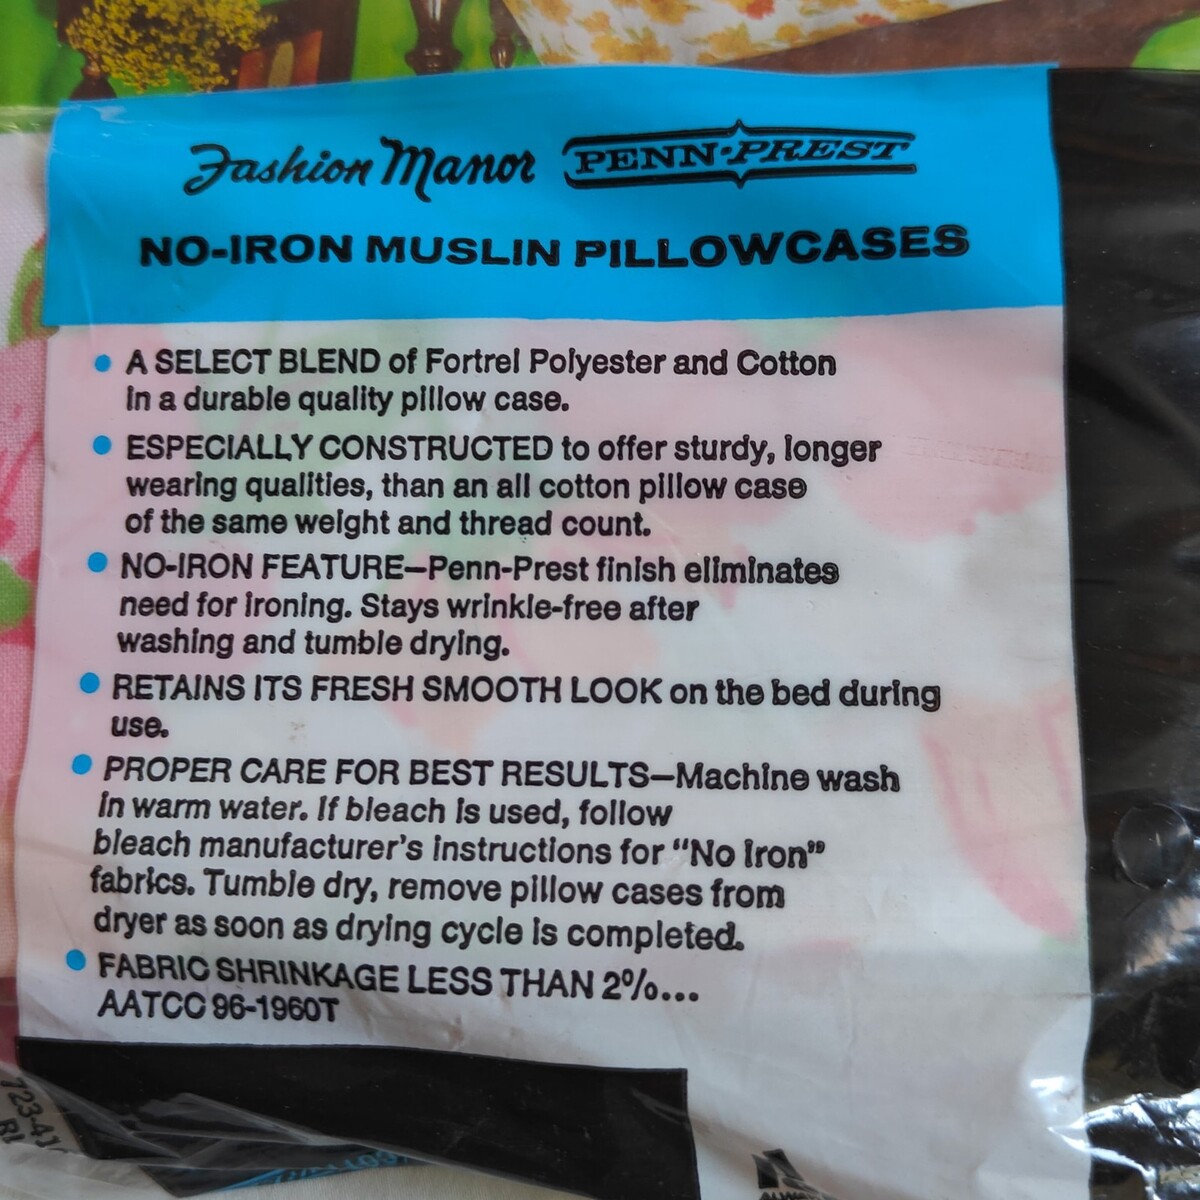 Fashion Manor PENN-PREST
NO-IRON MUSLIN PILLOWCASES
• A SELECT BLEND of Fortrel Polyester and Cotton
in a durable quality pillow case.
• ESPECIALLY CONSTRUCTED to offer sturdy, longer
wearing qualities, than an all cotton pillow case
of the same weight and thread count.
• NO-IRON FEATURE—Penn-Prest finish eliminates
need for ironing. Stays wrinkle-free after
washing and tumble drying.
• RETAINS ITS FRESH SMOOTH LOOK on the bed during
use.
• PROPER CARE FOR BEST RESULTS—Machine wash
in warm water. If bleach is used, follow
bleach manufacturer's instructions for “No Iron”
fabrics. Tumble dry, remove pillow cases from
dryer as soon as drying cycle is completed.
• FABRIC SHRINKAGE LESS THAN 2%...
AATCC 96-1960T